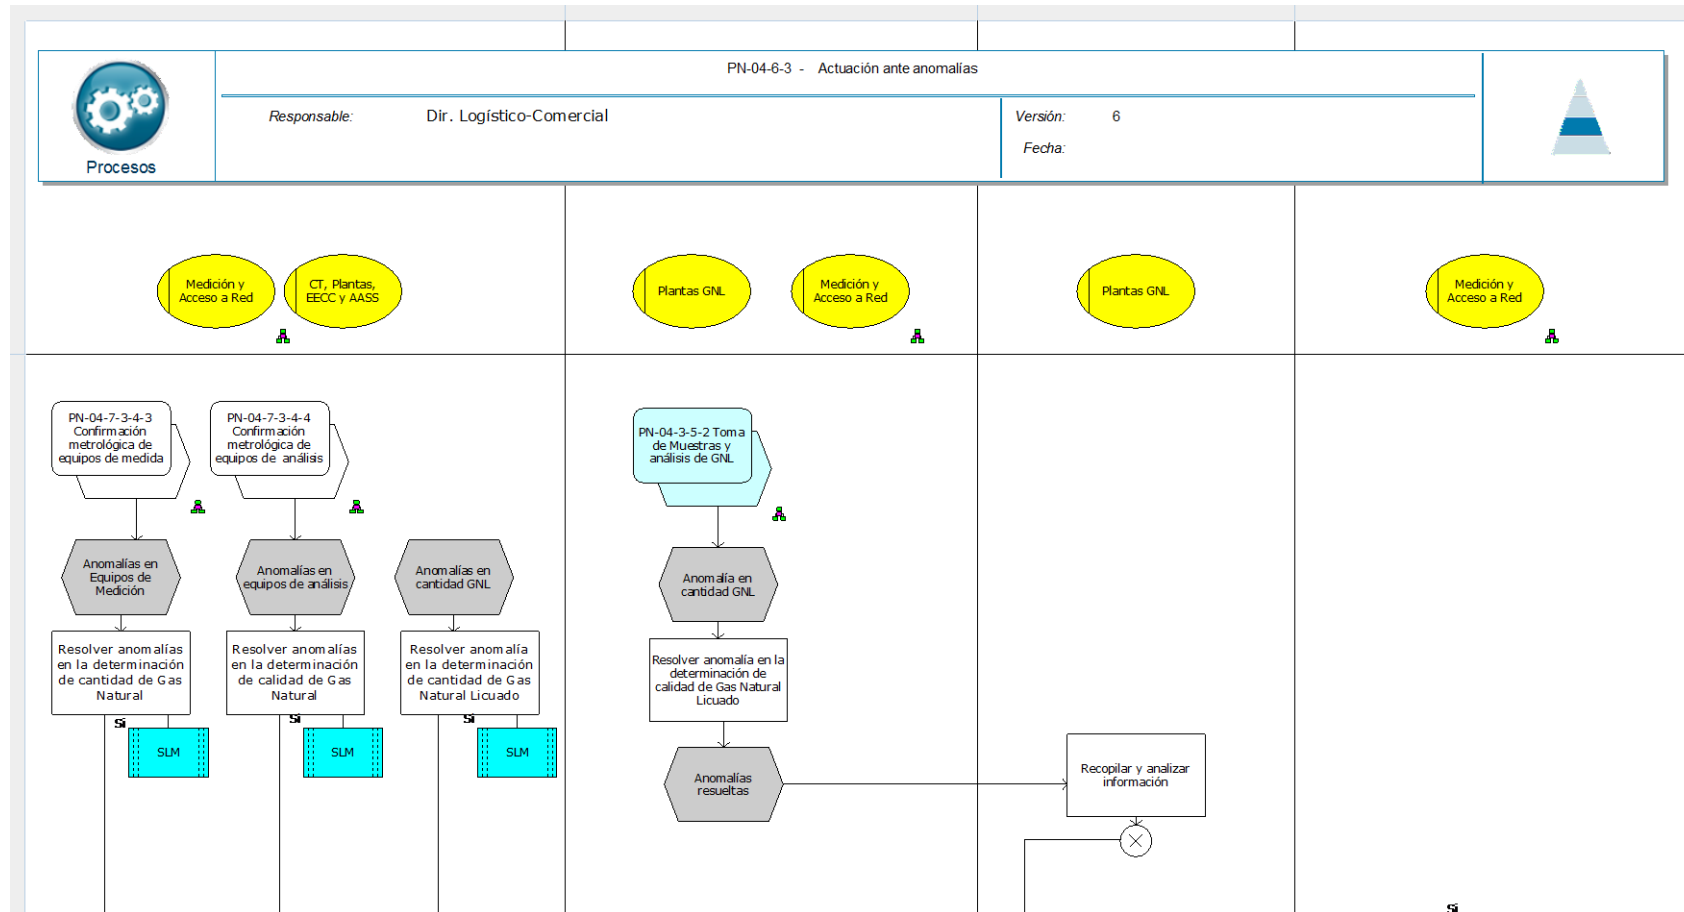 PN-04-6-3 - Actuación ante anomalías
Responsable:
Dir. Logístico-Comercial
Versión:
6
Fecha:
Procesos
Medición y
Acceso a Red
CT, Plantas,
EECC y AASS
Plantas GNL
Medición y
Acceso a Red
Plantas GNL
Medición y
Acceso a Red
PN-04-7-3-4-3
Confirmación
metrológica de
equipos de medida
PN-04-7-3-4-4
Confirmación
metrológica de
equipos de análisis
PN-04-3-5-2 Toma
de Muestras y
análisis de GNL
Anomalías en
Equipos de
Medición
Anomalías en
equipos de análisis
Anomalías en
cantidad GNL
Anomalía en
cantidad GNL
Resolver anomalías
en la determinación
de cantidad de Gas
Natural
Resolver anomalías
en la determinación
de calidad de Gas
Natural
Resolver anomalía
en la determinación
de cantidad de Gas
Natural Licuado
Resolver anomalía en la
determinación de
calidad de Gas Natural
Licuado
Si
Si
Si
SLM
SLM
SLM
Anomalías
resueltas
Recopilar y analizar
información
Si